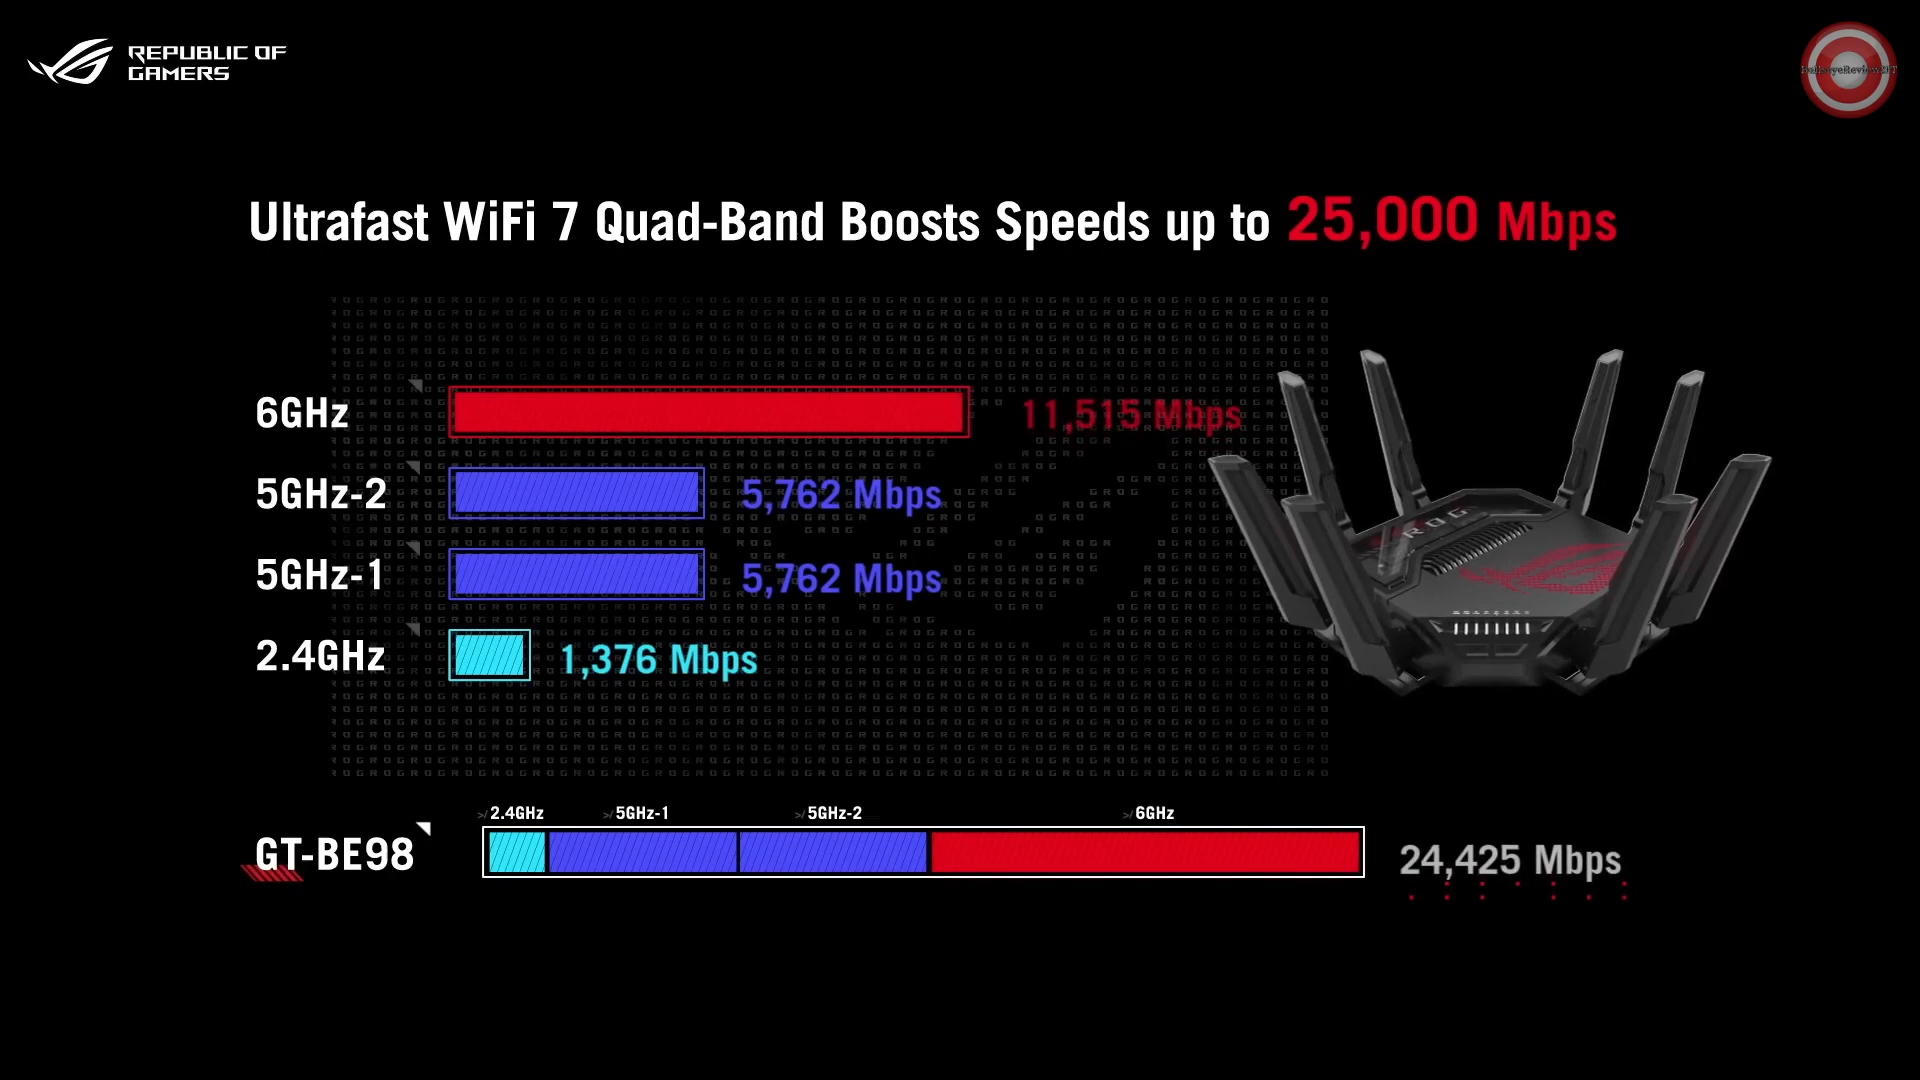 REPUBLIC OF
GAMERS
Ultrafast WiFi 7 Quad-Band Boosts Speeds up to 25,000 Mbps
6GHz 11,515 Mbps
5GHz-2 5,762 Mbps
5GHz-1 5,762 Mbps
2.4GHz 1,376 Mbps
ROG
2.4GHz 5GHz-1 5GHz-2 6GHz
GT-BE98 24,425 Mbps